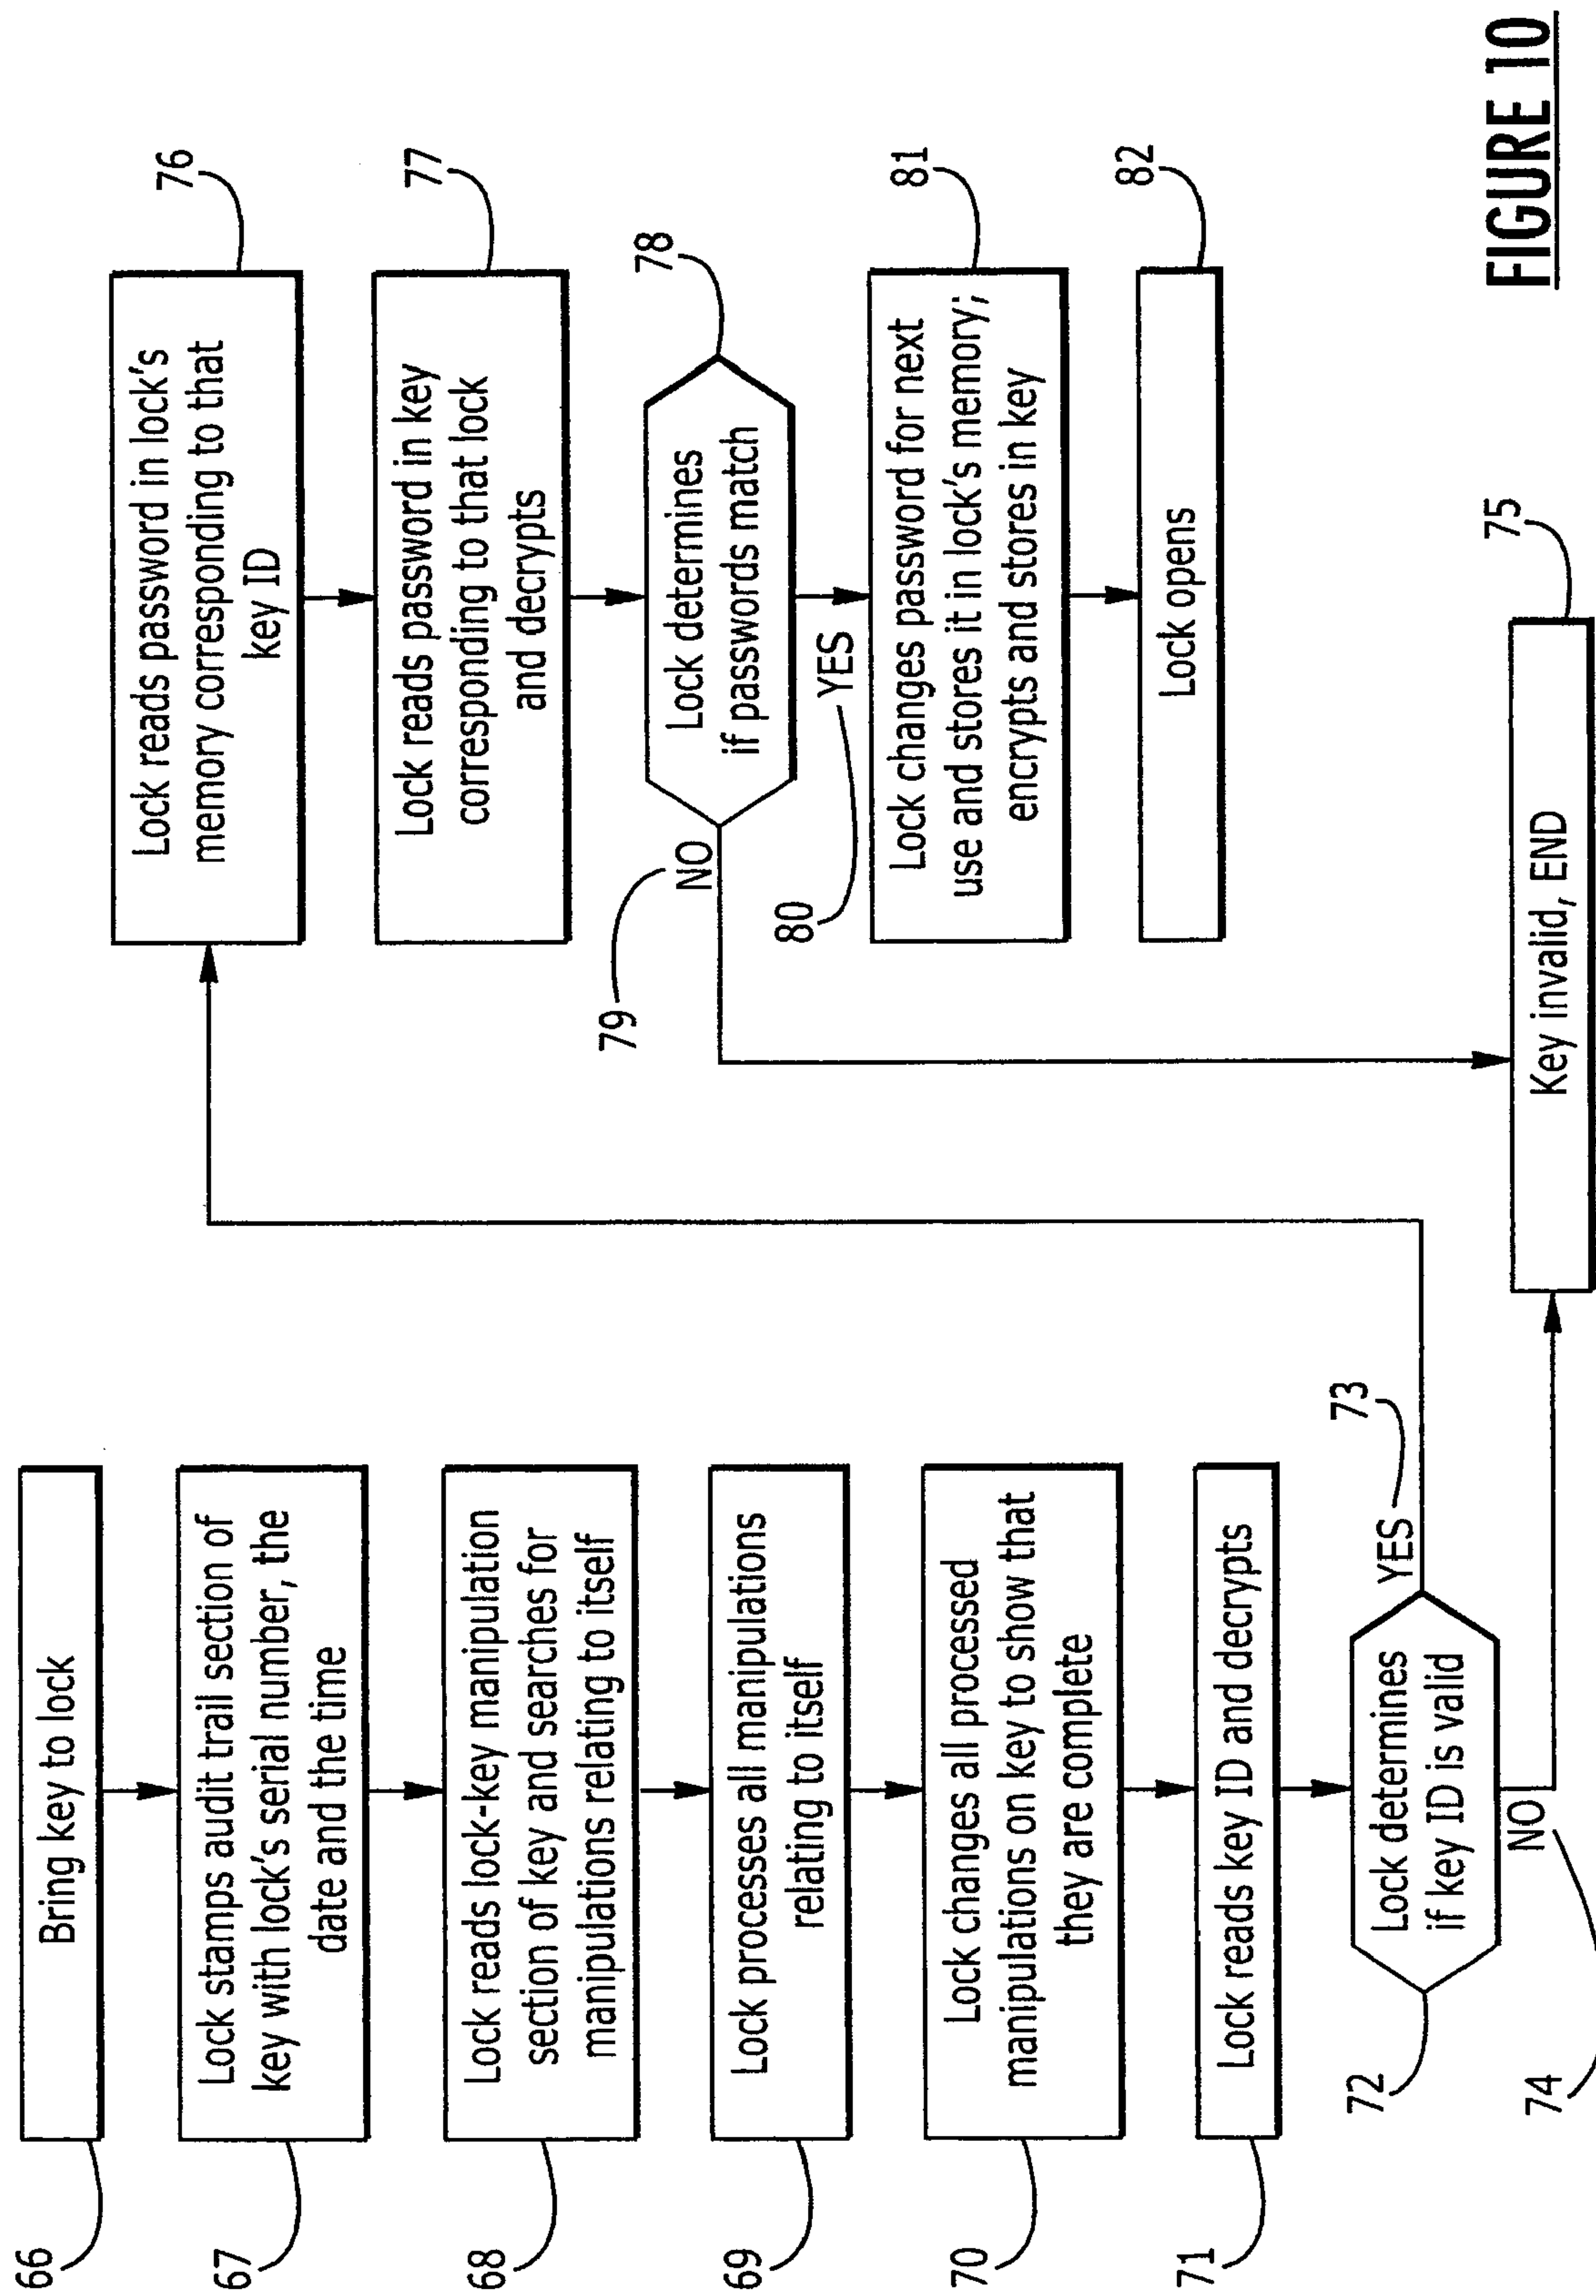 66
Bring key to lock
67
Lock stamps audit trail section of
key with lock's serial number, the
date and the time
68
Lock reads lock-key manipulation
section of key and searches for
manipulations relating to itself
69
Lock processes all manipulations
relating to itself
70
Lock changes all processed
manipulations on key to show that
they are complete
71
Lock reads key ID and decrypts
72
Lock determines
if key ID is valid
YES
73
NO
74
Key invalid, END
75
Lock reads password in lock's
memory corresponding to that
key ID
76
Lock reads password in key
corresponding to that lock
and decrypts
77
Lock determines
if passwords match
78
79
NO
80
YES
Lock changes password for next
use and stores it in lock's memory;
encrypts and stores in key
81
Lock opens
82
FIGURE 10